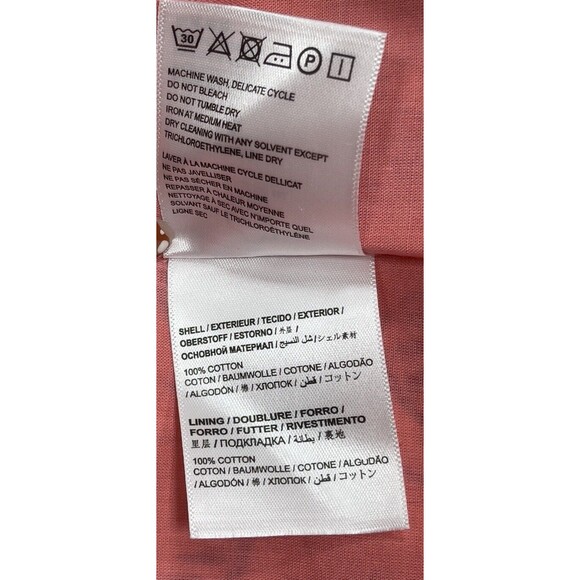 30
P
MACHINE WASH, DELICATE CYCLE
DO NOT BLEACH
DO NOT TUMBLE DRY
IRON AT MEDIUM HEAT
DRY CLEANING WITH ANY SOLVENT EXCEPT
TRICHLOROETHYLENE, LINE DRY
LAVER À LA MACHINE CYCLE DELLICAT
NE PAS JAVELLISER
NE PAS SÉCHER EN MACHINE
REPASSER À CHALEUR MOYENNE
NETTOYAGE À SEC AVEC N'IMPORTE QUEL
SOLVANT SAUF LE TRICHLOROÉTHYLÈNE
LIGNE SEC
SHELL / EXTERIEUR / TECIDO / EXTERIOR /
OBERSTOFF / ESTORNO / 外层 /
ОСНОВНОЙ МАТЕРИАЛ / شل النسيج / シェル素材
100% COTTON
COTON / BAUMWOLLE / COTONE / ALGODÃO
/ ALGODÓN / 棉 / ХЛОПОК / قطن / コットン
LINING / DOUBLURE / FORRO /
FORRO / FUTTER / RIVESTIMENTO
里层 / ПОДКЛАДКА / بطانة / 裏地
100% COTTON
COTON / BAUMWOLLE / COTONE / ALGUDÃO
/ ALGODÓN / 棉 / ХЛОПОК / قطن / コットン